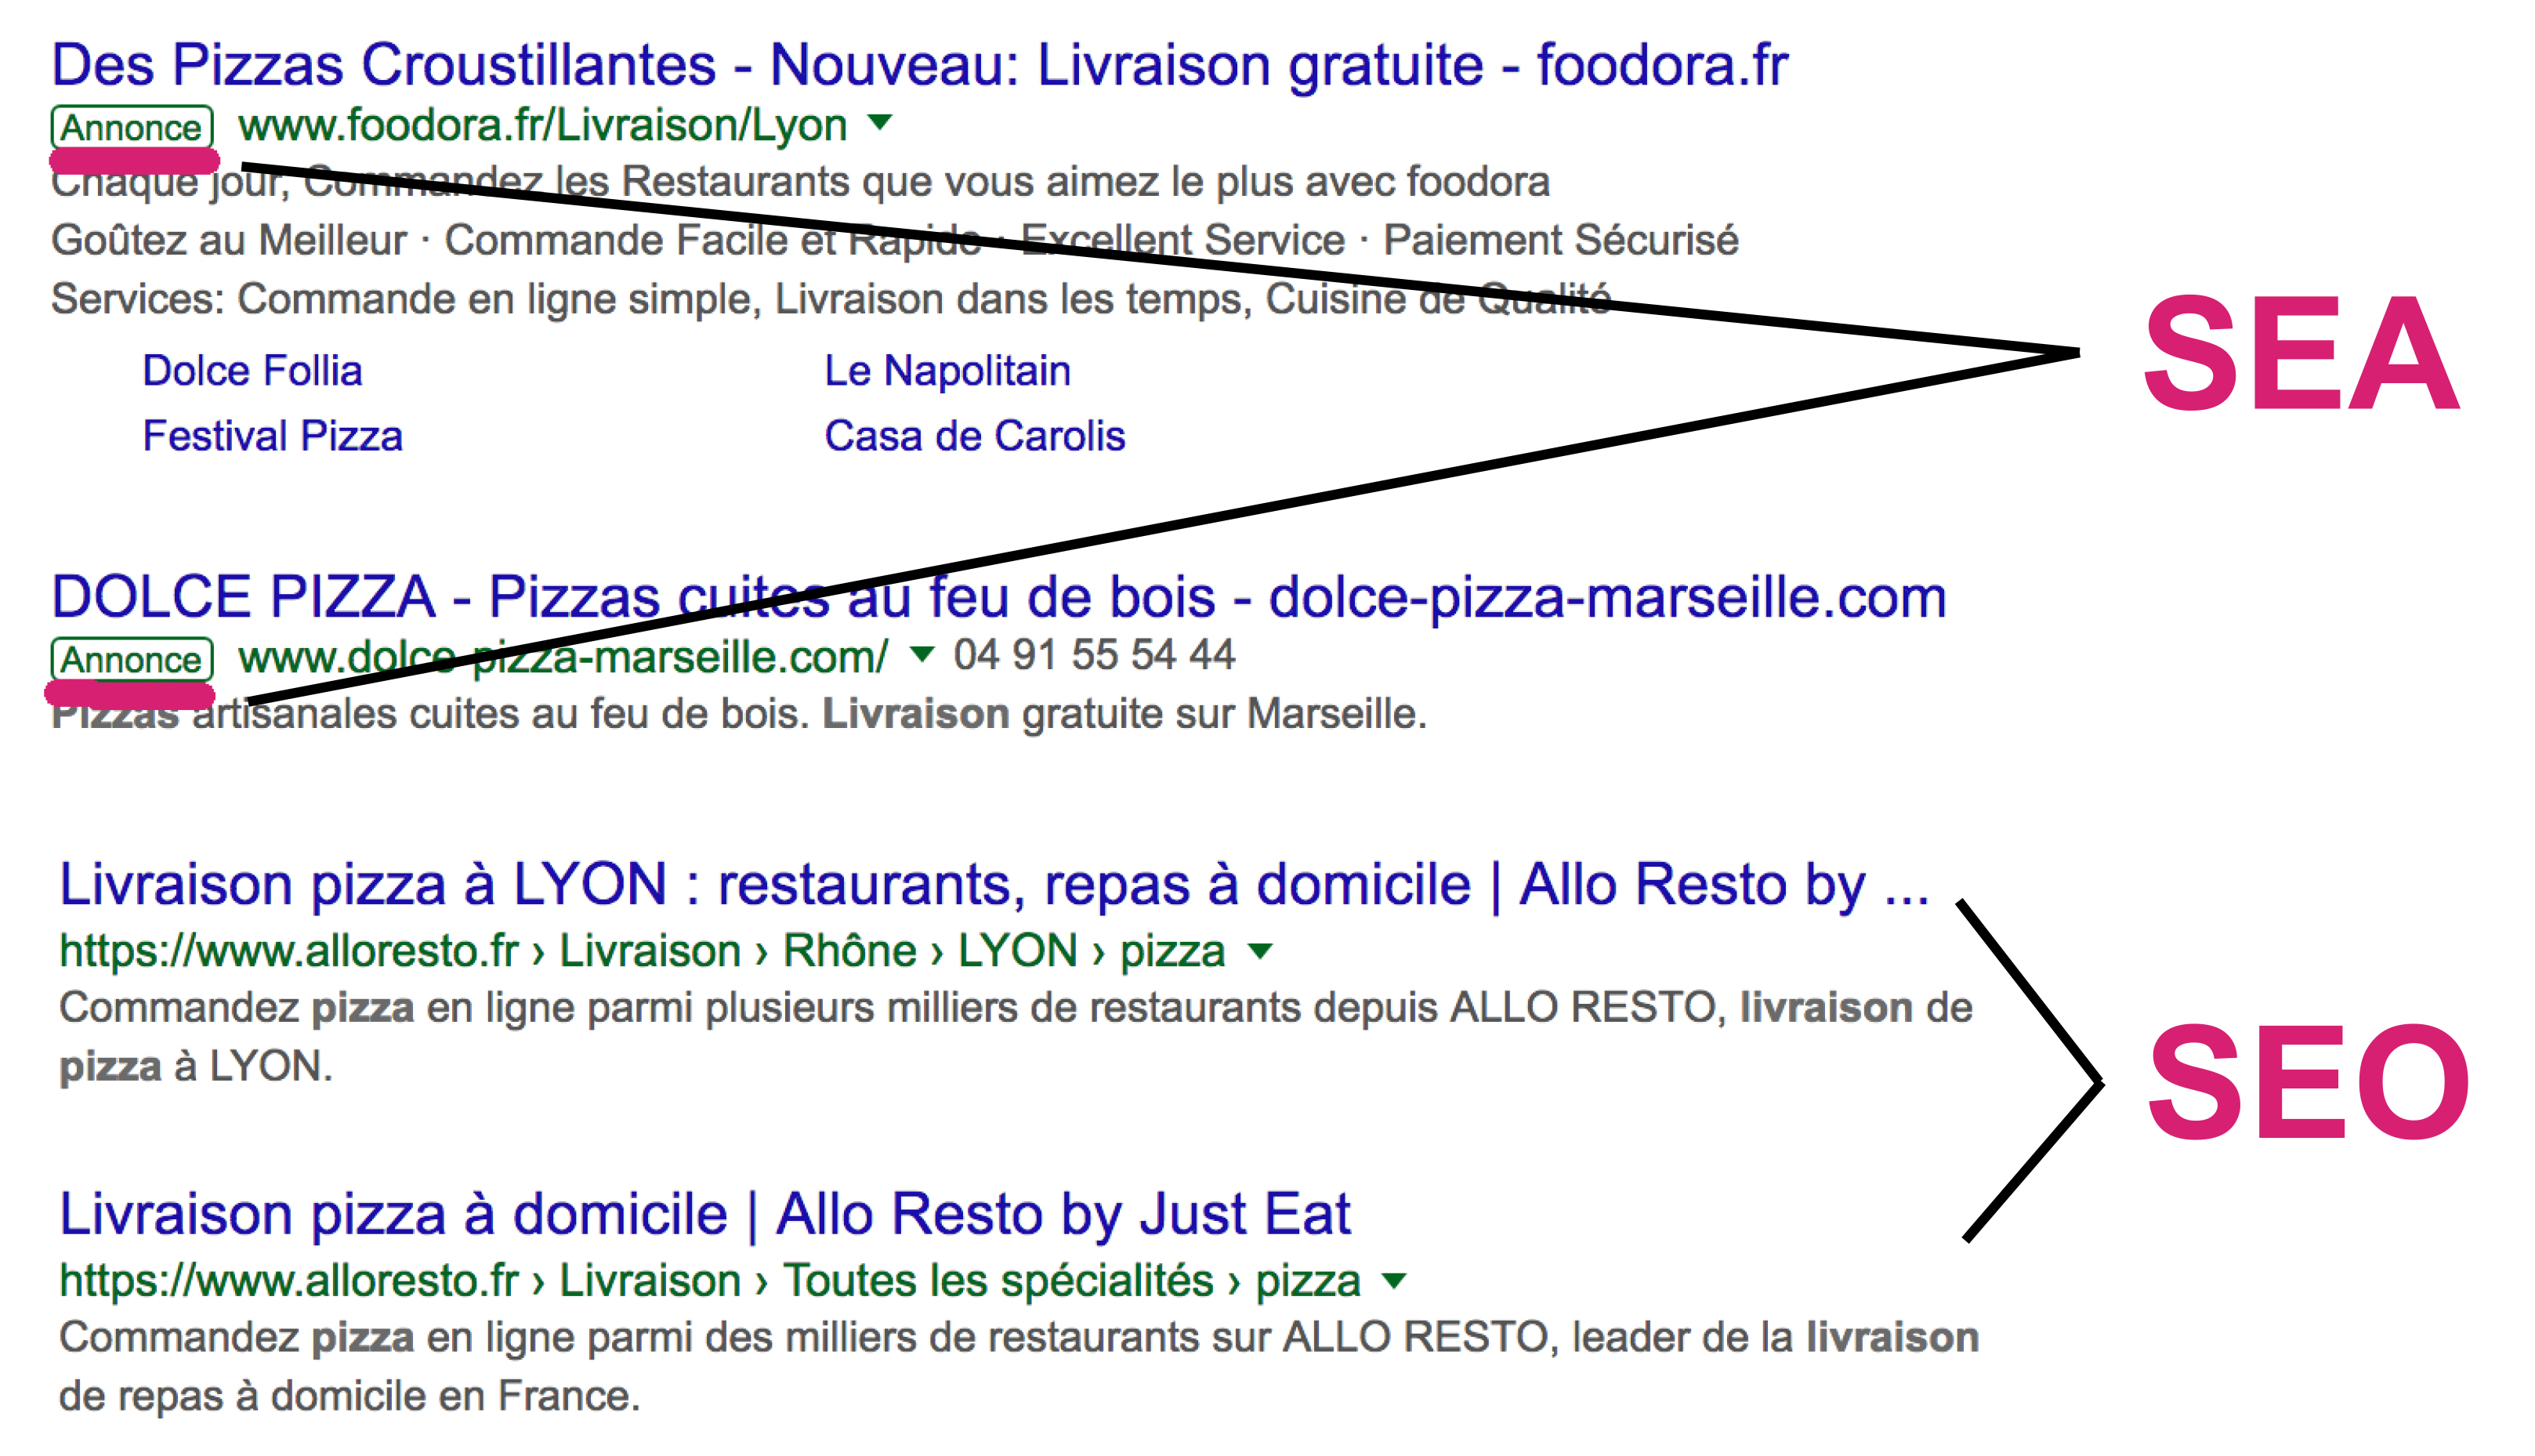 Des Pizzas Croustillantes - Nouveau: Livraison gratuite - foodora.fr
Annonce www.foodora.fr/Livraison/Lyon
Chaque jour, Commandez les Restaurants que vous aimez le plus avec foodora
Goûtez au Meilleur · Commande Facile et Rapide · Excellent Service · Paiement Sécurisé
Services: Commande en ligne simple, Livraison dans les temps, Cuisine de Qualité
Dolce Follia Le Napolitain
Festival Pizza Casa de Carolis
SEA
DOLCE PIZZA - Pizzas cuites au feu de bois - dolce-pizza-marseille.com
Annonce www.dolce-pizza-marseille.com/ 04 91 55 54 44
Pizzas artisanales cuites au feu de bois. Livraison gratuite sur Marseille.
Livraison pizza à LYON : restaurants, repas à domicile | Allo Resto by ...
https://www.alloresto.fr › Livraison › Rhône › LYON › pizza
Commandez pizza en ligne parmi plusieurs milliers de restaurants depuis ALLO RESTO, livraison de
pizza à LYON.
SEO
Livraison pizza à domicile | Allo Resto by Just Eat
https://www.alloresto.fr › Livraison › Toutes les spécialités › pizza
Commandez pizza en ligne parmi des milliers de restaurants sur ALLO RESTO, leader de la livraison
de repas à domicile en France.